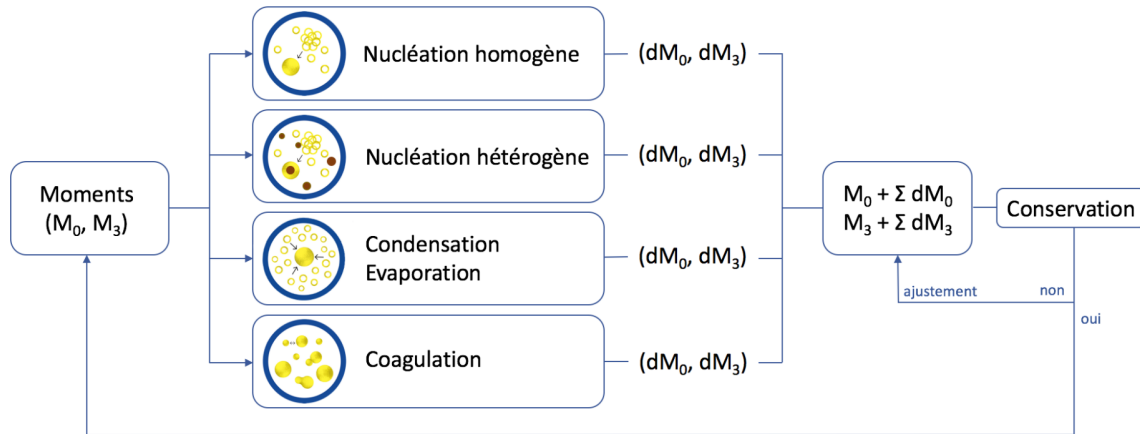 Moments
(M₀, M₃)
Nucléation homogène
(dM₀, dM₃)
Nucléation hétérogène
(dM₀, dM₃)
Condensation
Evaporation
(dM₀, dM₃)
Coagulation
(dM₀, dM₃)
M₀ + Σ dM₀
M₃ + Σ dM₃
Conservation
ajustement
non
oui